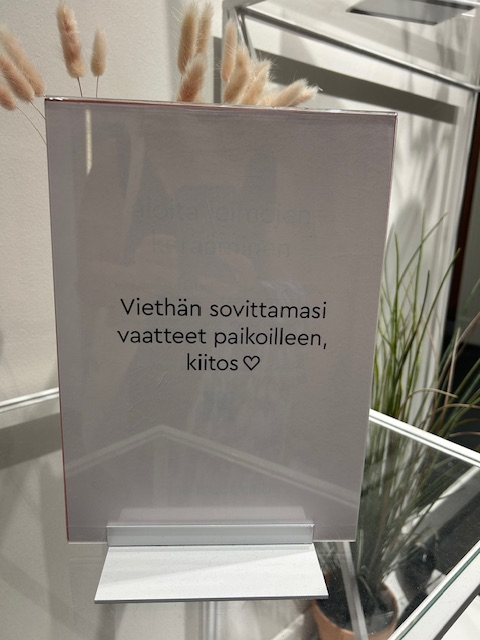 Viethän sovittamasi
vaatteet paikoilleen,
kiitos♡